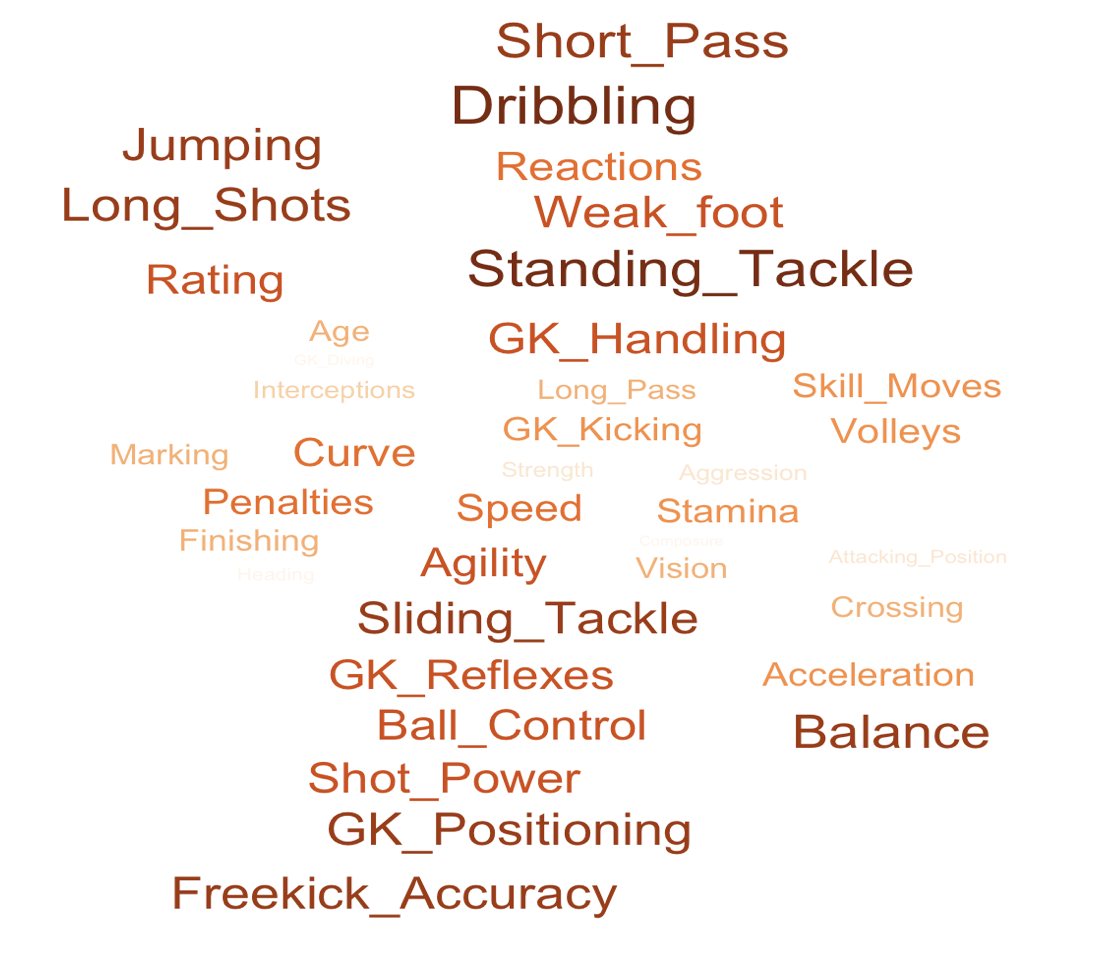 Short_Pass
Dribbling
Jumping
Reactions
Long_Shots
Weak_foot
Standing_Tackle
Rating
Age
GK_Handling
GK_Diving
Interceptions
Long_Pass
Skill_Moves
GK_Kicking
Volleys
Marking
Curve
Strength
Aggression
Penalties
Speed
Stamina
Finishing
Composure
Agility
Vision
Attacking_Position
Heading
Crossing
Sliding_Tackle
GK_Reflexes
Acceleration
Ball_Control
Balance
Shot_Power
GK_Positioning
Freekick_Accuracy